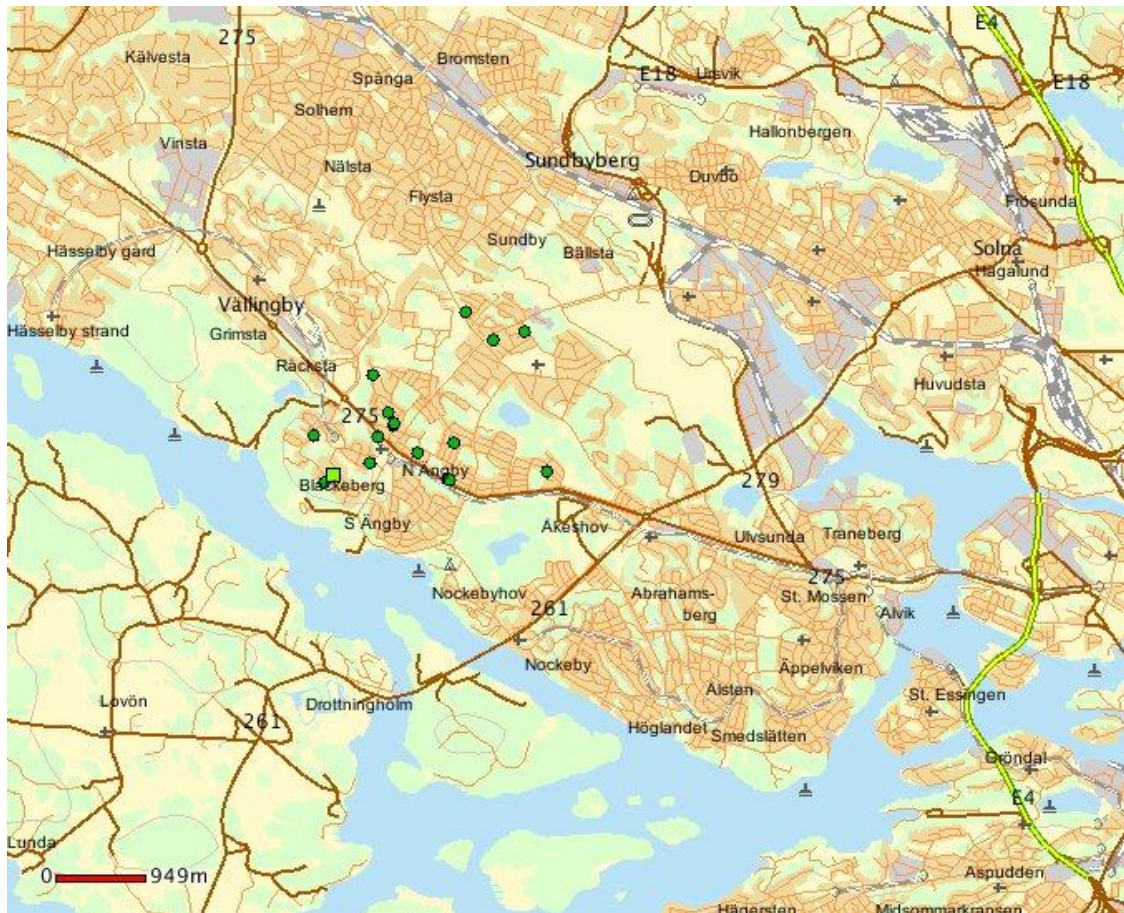 E4
275
Kälvesta
Bromsten
Spånga
E18
Ursvik
E18
Solhem
Hallonbergen
Vinsta
Sundbyberg
Nälsta
Duvbo
Flysta
Frösunda
Sundby
Hässelby gård
Bällsta
Solna
Hagalund
Vällingby
Hässelby strand
Grimsta
Råcksta
Huvudsta
275
N Ängby
279
Blackeberg
S Ängby
Åkeshov
Ulvsunda
Traneberg
275
Nockebyhov
261
Abrahams-
berg
St. Mossen
Alvik
Nockeby
Äppelviken
Lovön
Drottningholm
Ålsten
St. Essingen
261
Höglandet
Smedslätten
Gröndal
E4
Lunda
0
949m
Aspudden
Hägersten
Midsommarkransen